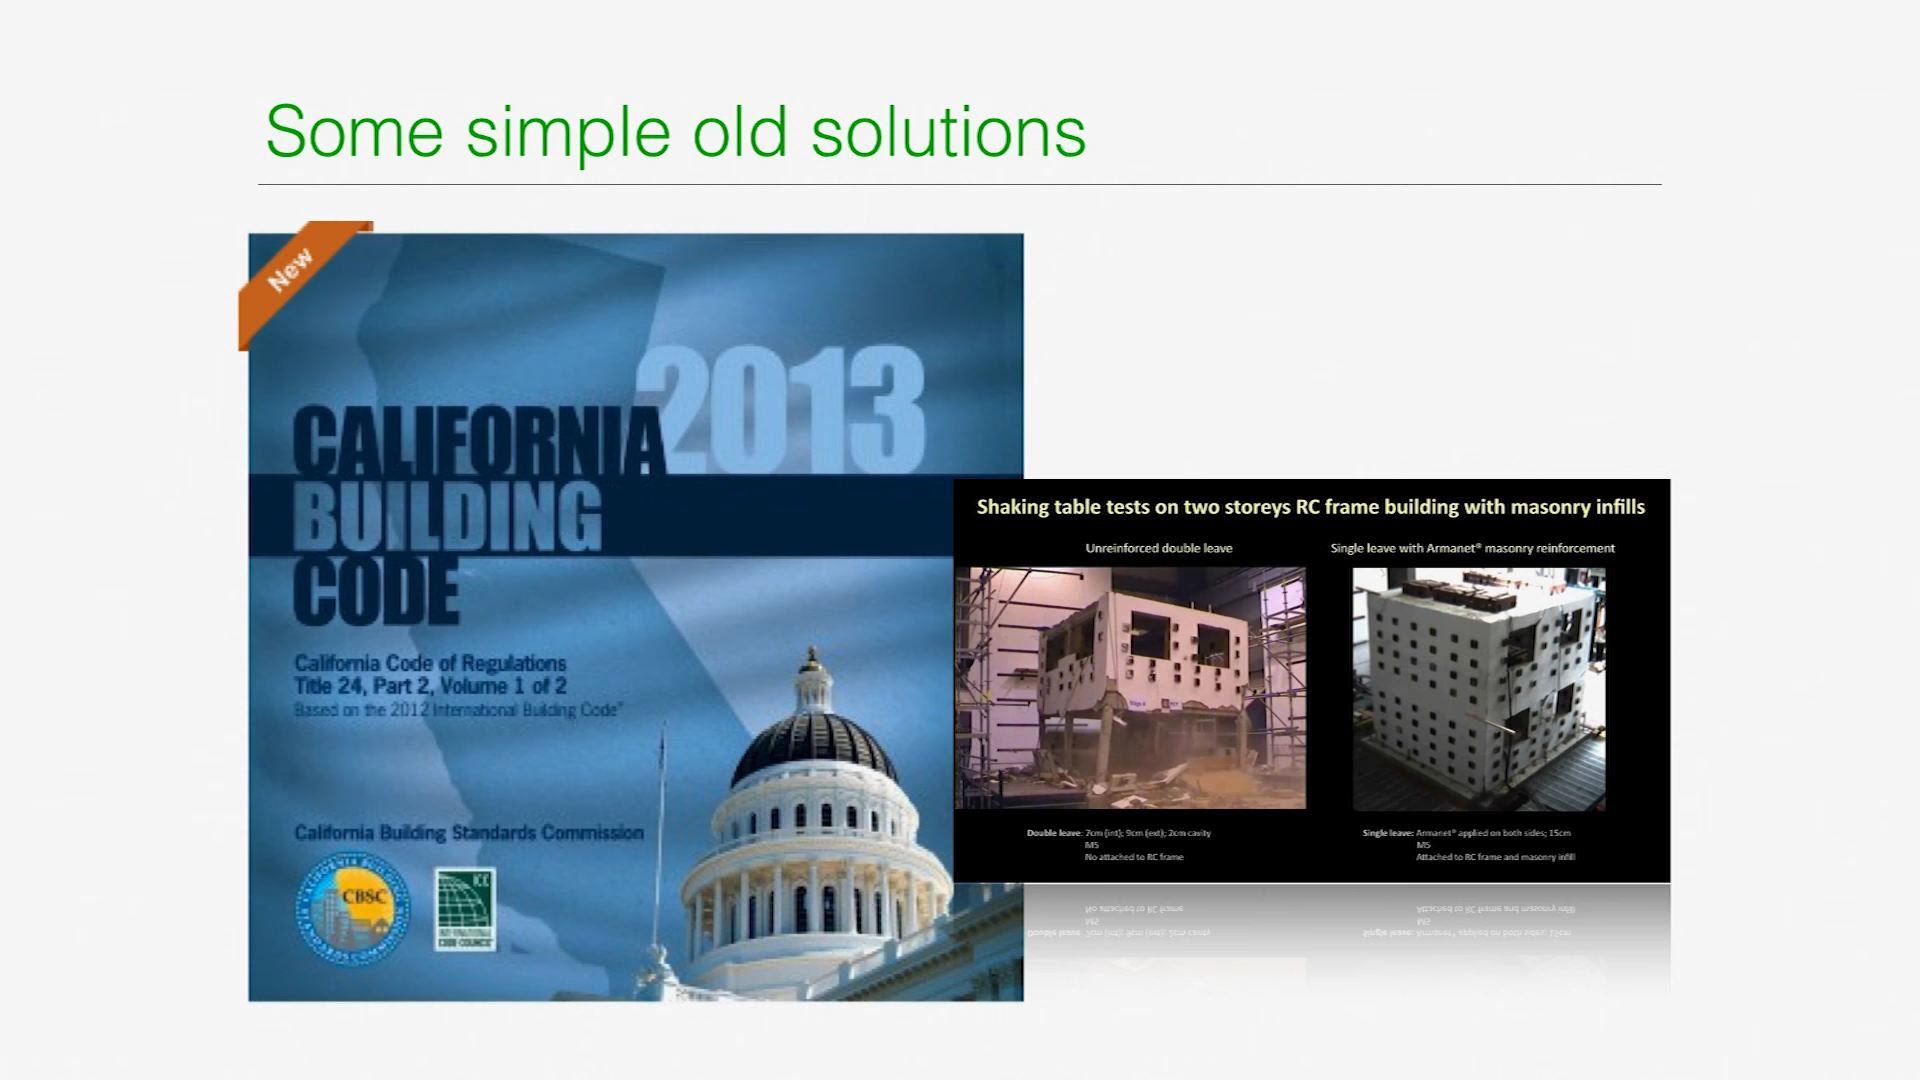 Some simple old solutions
New
2013
CALIFORNIA
BUILDING
CODE
California Code of Regulations
Title 24, Part 2, Volume 1 of 2
Based on the 2012 International Building Code®
California Building Standards Commission
CBSC
ICC
INTERNATIONAL
CODE COUNCIL
Shaking table tests on two storeys RC frame building with masonry infills
Unreinforced double leave
Single leave with Armanet® masonry reinforcement
Double leave: 7cm (int); 9cm (ext); 2cm cavity
M5
No attached to RC frame
Single leave: Armanet® applied on both sides; 15cm
M5
Attached to RC frame and masonry infill